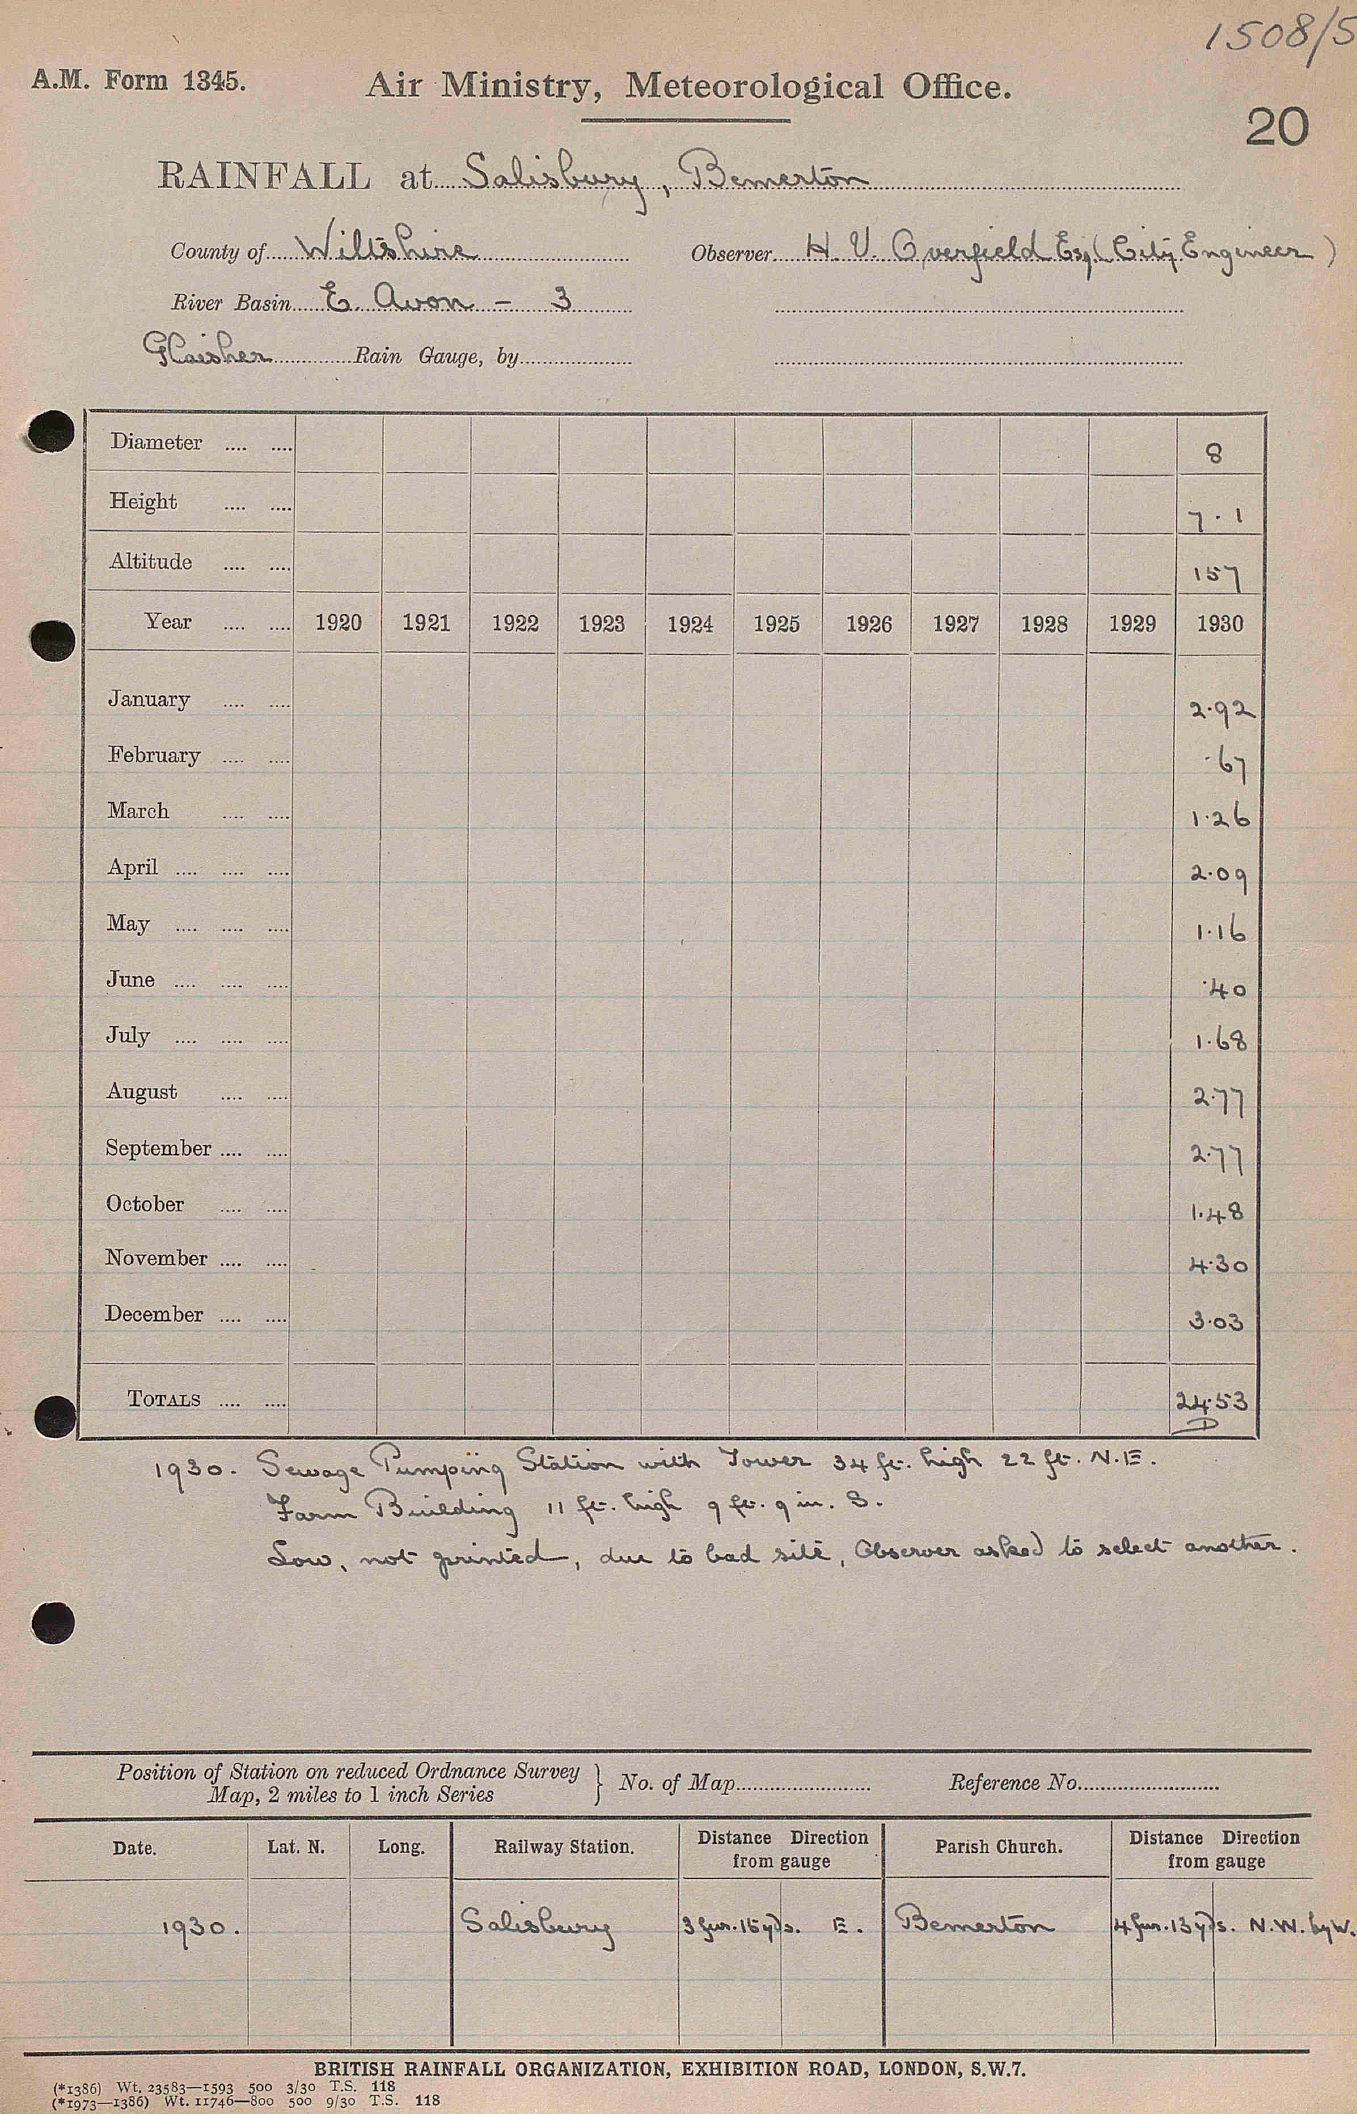 1508/5
A.M. Form 1345. Air Ministry, Meteorological Office.
20
RAINFALL at Salisbury, Bemerton
County of Wiltshire Observer H. V. Overfield Esq. (City Engineer)
River Basin E. Avon - 3
Glaisher Rain Gauge, by
Diameter .... .... 8
Height .... .... 7.1
Altitude .... .... 157
Year .... .... 1920 1921 1922 1923 1924 1925 1926 1927 1928 1929 1930
January .... .... 2.92
February .... .... .67
March .... .... 1.26
April .... .... .... 2.09
May .... .... .... 1.16
June .... .... .... .40
July .... .... .... 1.68
August .... .... 2.77
September .... .... 2.77
October .... .... 1.48
November .... .... 4.30
December .... .... 3.03
TOTALS .... .... 24.53
D
1930. Sewage Pumping Station with Tower 34 ft. high 22 ft. N.E.
Farm Building 11 ft. high 9 ft. 9 in. S.
Low, not printed, due to bad site, Observer asked to select another.
Position of Station on reduced Ordnance Survey Map, 2 miles to 1 inch Series } No. of Map Reference No.
Date. Lat. N. Long. Railway Station. Distance Direction from gauge Parish Church. Distance Direction from gauge
1930. Salisbury 3 fur. 15 yds. E. Bemerton 4 fur. 13 yds. N.W. by W.
BRITISH RAINFALL ORGANIZATION, EXHIBITION ROAD, LONDON, S.W.7.
(*1386) Wt. 23583—1593 500 3/30 T.S. 118
(*1973—1386) Wt. 11746—800 500 9/30 T.S. 118